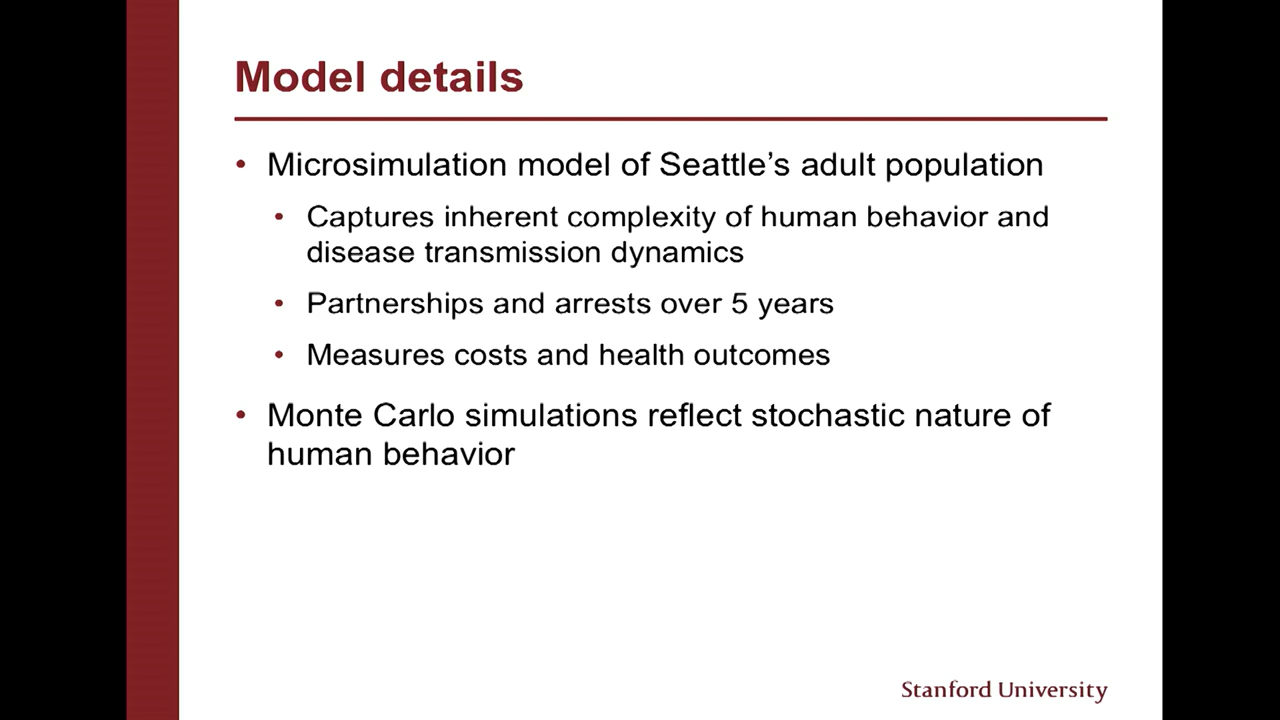 Model details
• Microsimulation model of Seattle’s adult population
• Captures inherent complexity of human behavior and
disease transmission dynamics
• Partnerships and arrests over 5 years
• Measures costs and health outcomes
• Monte Carlo simulations reflect stochastic nature of
human behavior
Stanford University